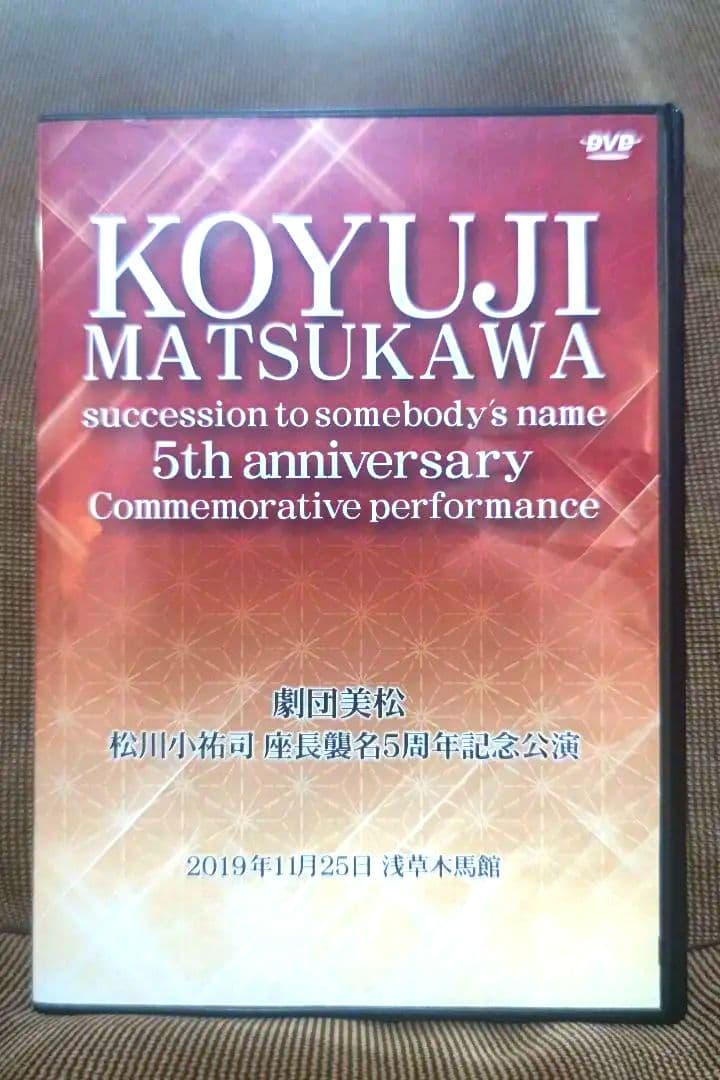 DVD
KOYUJI
MATSUKAWA
succession to somebody's name
5th anniversary
Commemorative performance
劇団美松
松川小祐司 座長襲名5周年記念公演
2019年11月25日 浅草木馬館